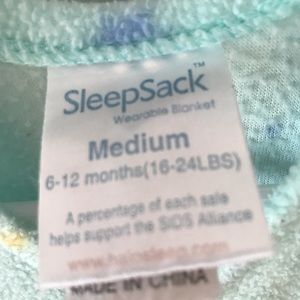 SleepSack™
Wearable Blanket
Medium
6-12 months(16-24LBS)
A percentage of each sale
helps support the SIDS Alliance
MADE IN CHINA